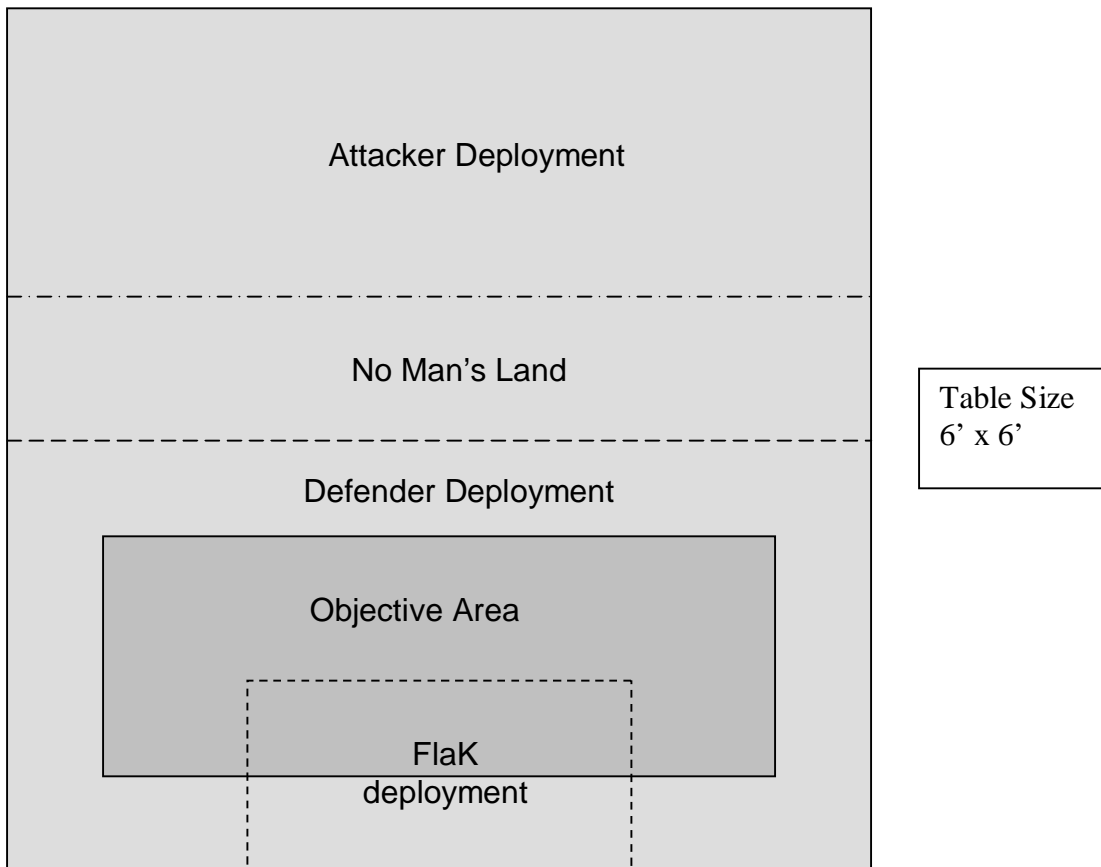 Attacker Deployment
No Man’s Land
Table Size
6’ x 6’
Defender Deployment
Objective Area
FlaK
deployment